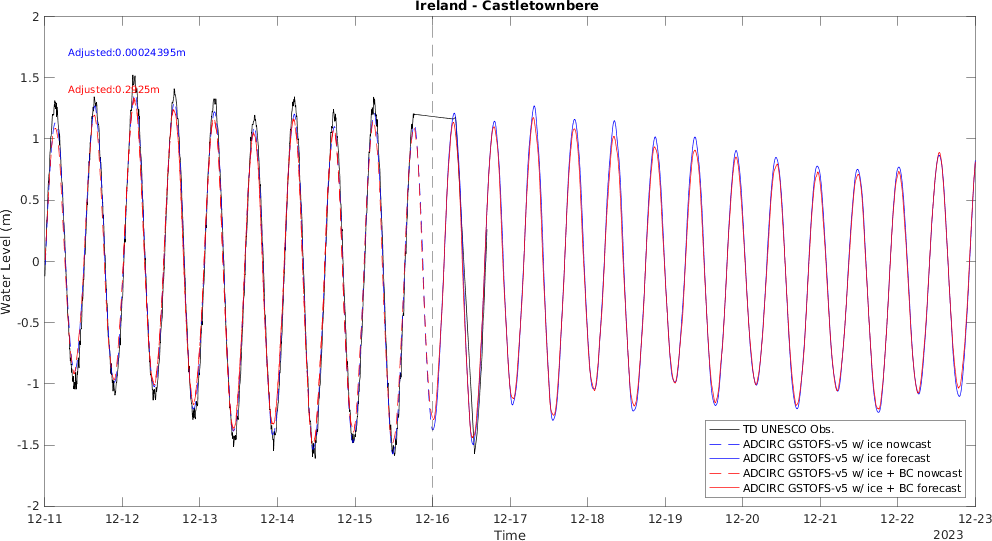 Ireland - Castletownbere
Adjusted:0.00024395m
Adjusted:0.2925m
Water Level (m)
2
1.5
1
0.5
0
-0.5
-1
-1.5
-2
12-11 12-12 12-13 12-14 12-15 12-16 12-17 12-18 12-19 12-20 12-21 12-22 12-23
Time
2023
TD UNESCO Obs.
ADCIRC GSTOFS-v5 w/ ice nowcast
ADCIRC GSTOFS-v5 w/ ice forecast
ADCIRC GSTOFS-v5 w/ ice + BC nowcast
ADCIRC GSTOFS-v5 w/ ice + BC forecast